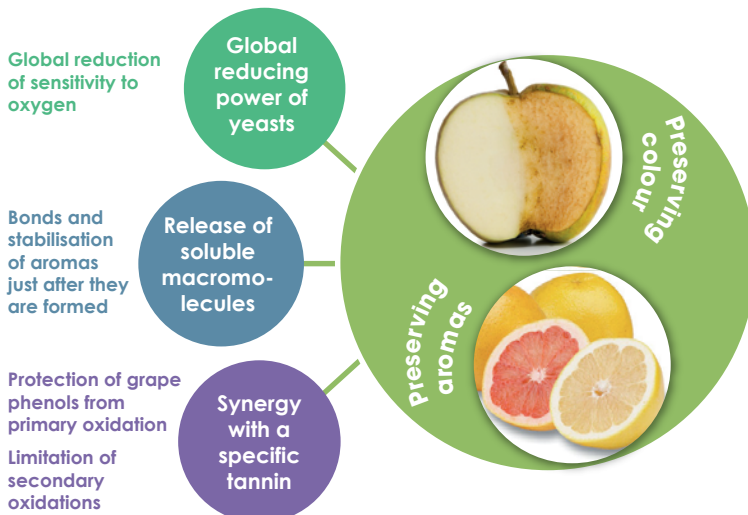 Global reduction
of sensitivity to
oxygen
Global
reducing
power of
yeasts
Bonds and
stabilisation
of aromas
just after they
are formed
Release of
soluble
macromo-
lecules
Protection of grape
phenols from
primary oxidation
Limitation of
secondary
oxidations
Synergy
with a
specific
tannin
Preserving
colour
Preserving
aromas